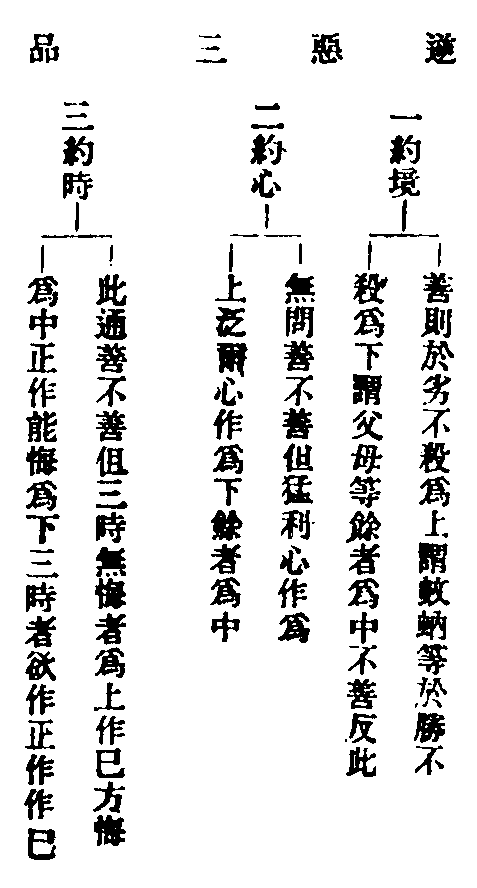 逆惡三品
一約境
善則於劣不殺爲上謂蚊蚋等於勝不
殺爲下謂父母等餘者爲中不善反此
二約心
無問善不善但猛利心作爲
上泛爾心作爲下餘者爲中
三約時
此通善不善但三時無悔者爲上作已方悔
爲中正作能悔爲下三時者欲作正作作已